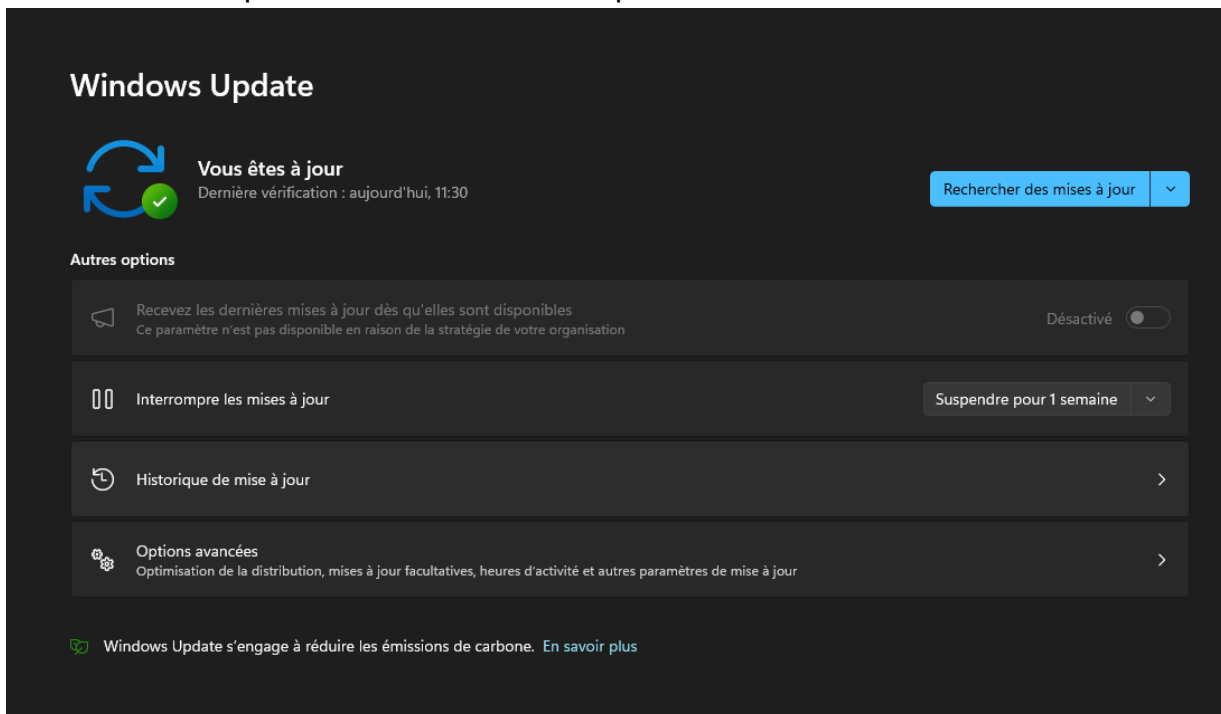 Windows Update
Vous êtes à jour
Dernière vérification : aujourd'hui, 11:30
Rechercher des mises à jour
Autres options
Recevez les dernières mises à jour dès qu'elles sont disponibles
Ce paramètre n'est pas disponible en raison de la stratégie de votre organisation
Désactivé
Interrompre les mises à jour
Suspendre pour 1 semaine
Historique de mise à jour
Options avancées
Optimisation de la distribution, mises à jour facultatives, heures d'activité et autres paramètres de mise à jour
Windows Update s'engage à réduire les émissions de carbone. En savoir plus